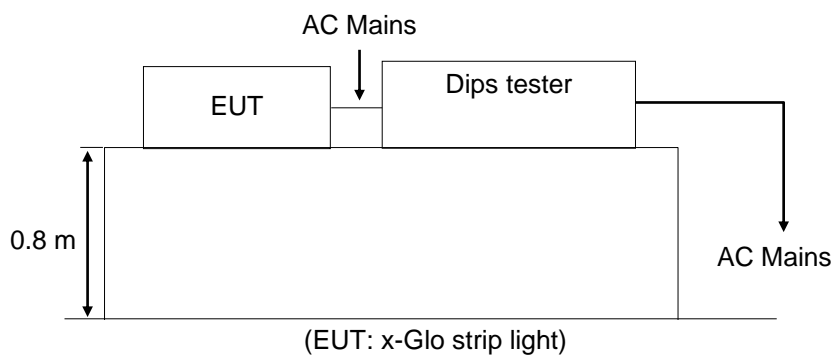 AC Mains
EUT
Dips tester
0.8 m
AC Mains
(EUT: x-Glo strip light)